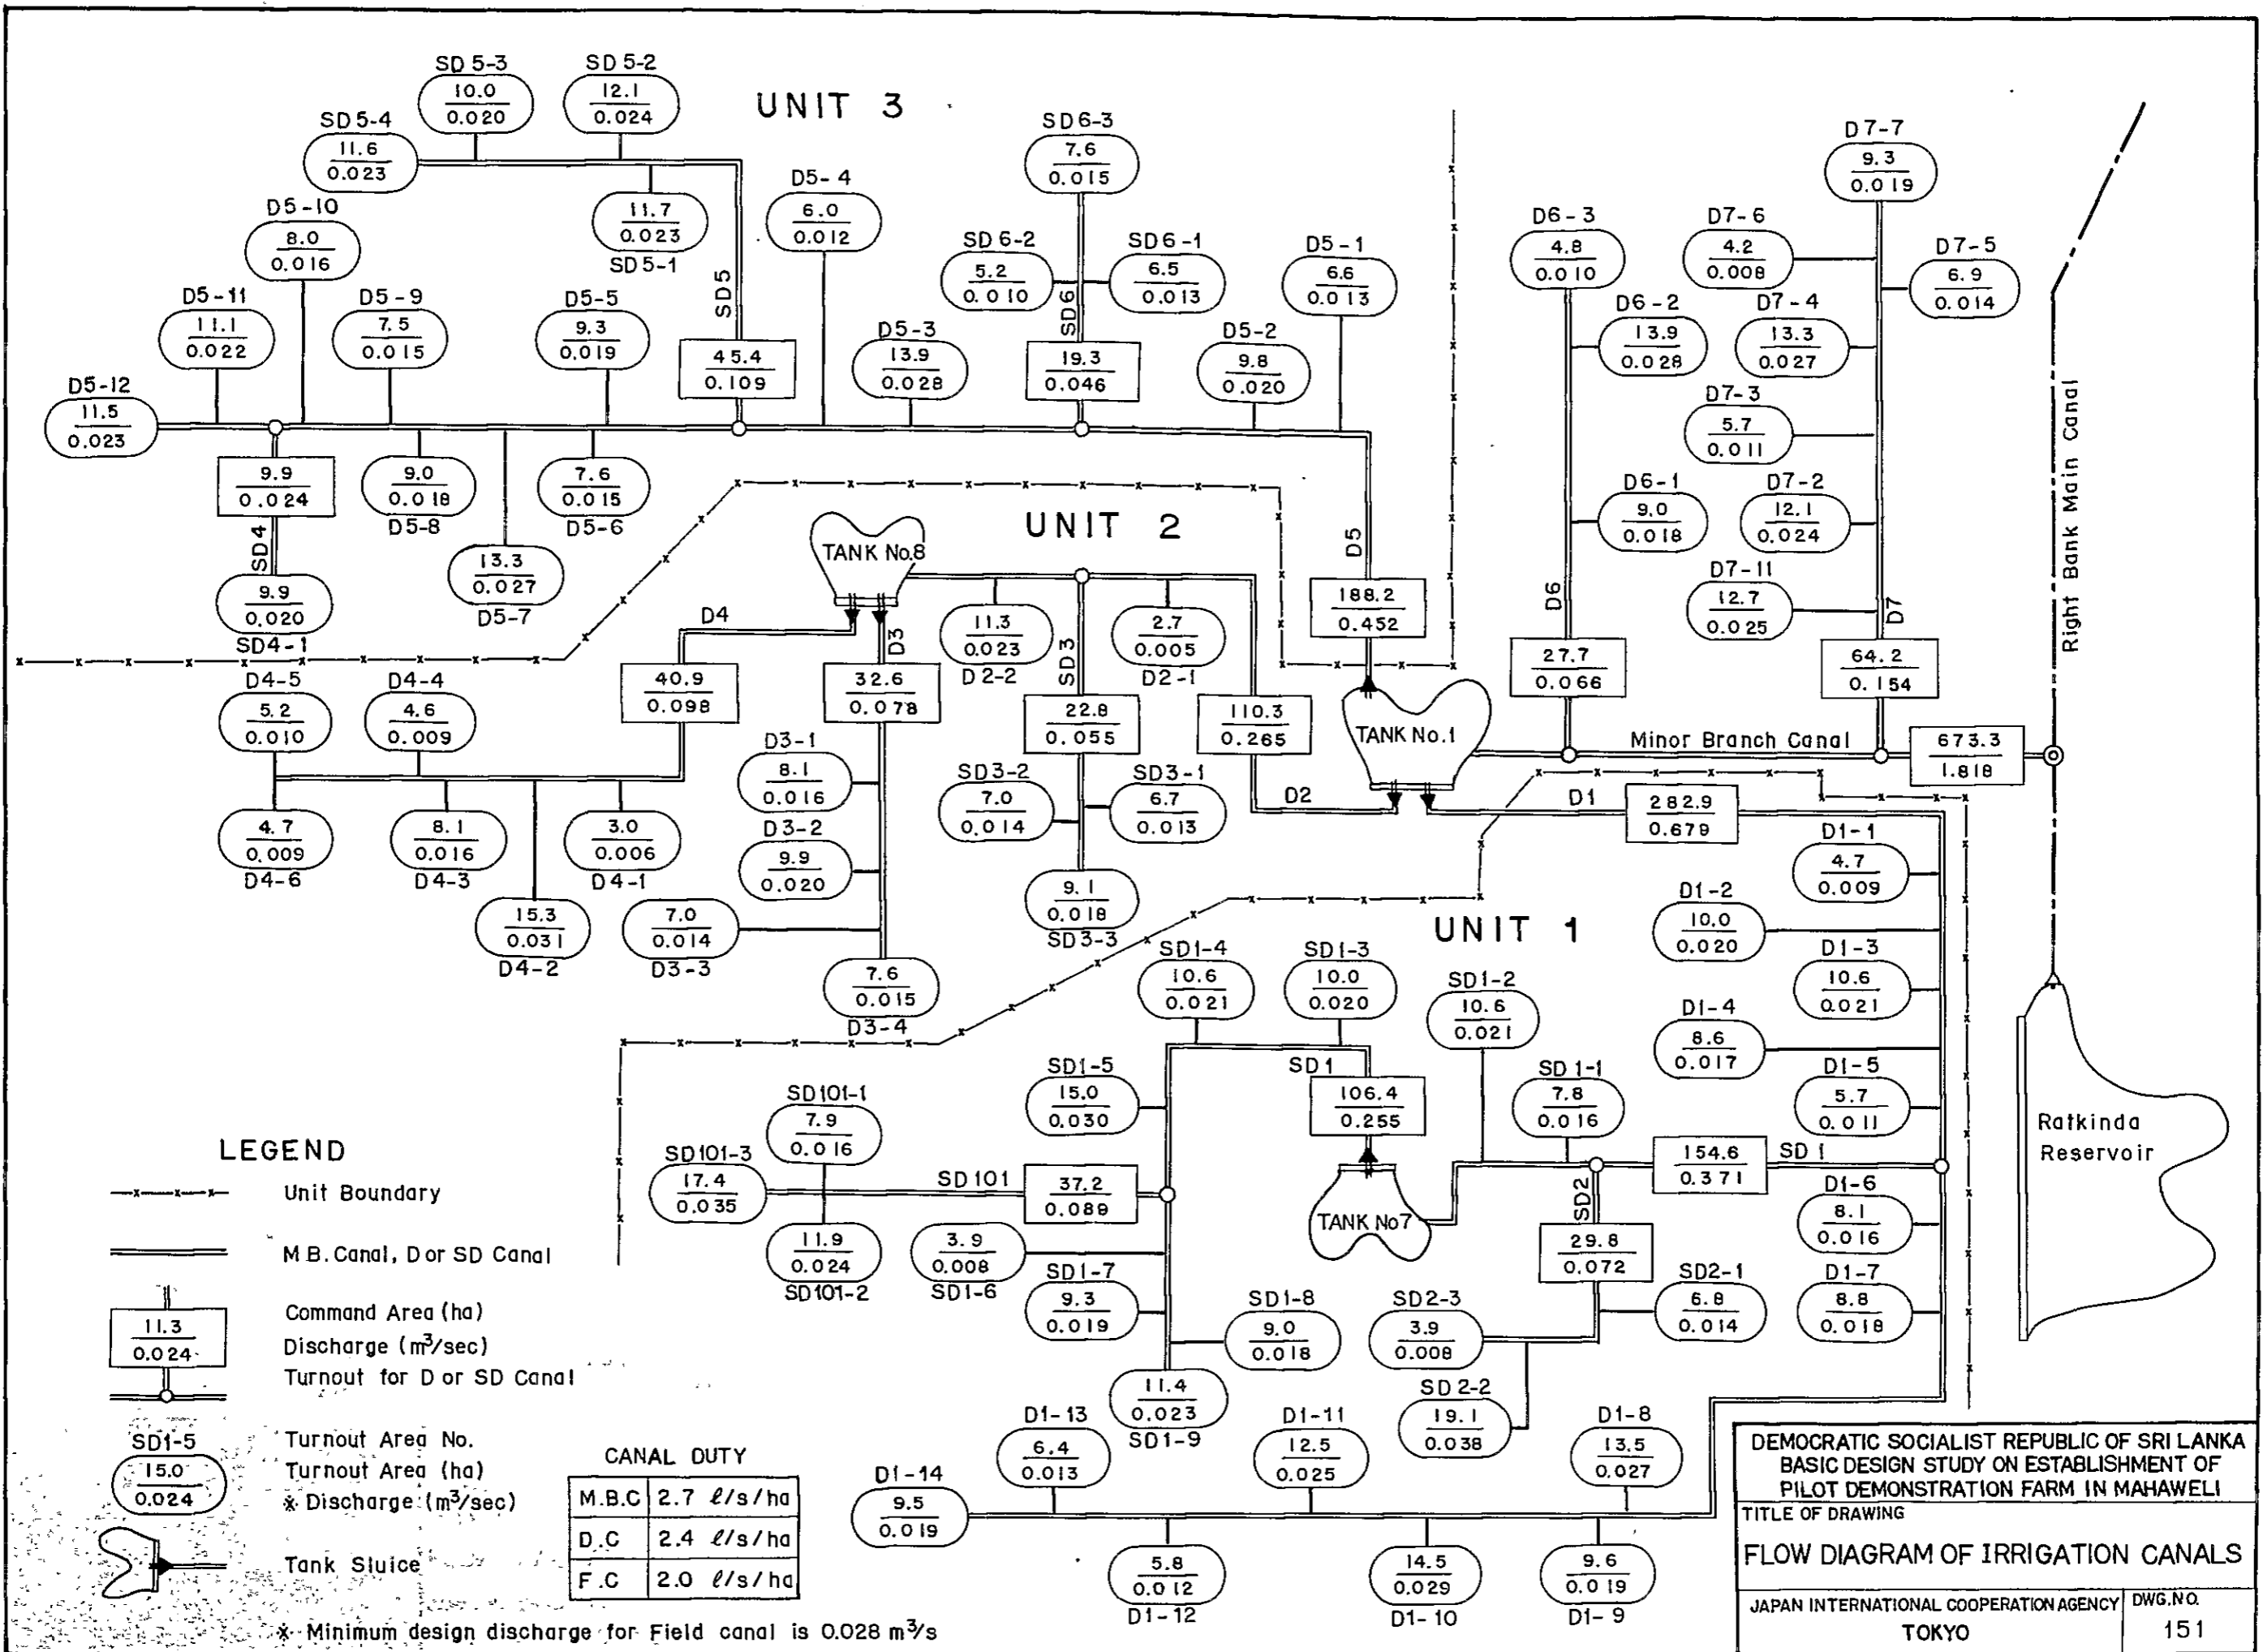 UNIT 3
SD 5-3
10.0
0.020
SD 5-2
12.1
0.024
SD 5-4
11.6
0.023
11.7
0.023
SD 5-1
SD5
45.4
0.109
D5-4
6.0
0.012
SD 6-3
7.6
0.015
SD 6-2
5.2
0.010
SD 6-1
6.5
0.013
SD6
19.3
0.046
D5-1
6.6
0.013
D5-2
9.8
0.020
D5-3
13.9
0.028
D5-10
8.0
0.016
D5-11
11.1
0.022
D5-9
7.5
0.015
D5-5
9.3
0.019
D5-12
11.5
0.023
9.9
0.024
SD4
9.9
0.020
SD4-1
9.0
0.018
D5-8
13.3
0.027
D5-7
7.6
0.015
D5-6
D5
188.2
0.452
D7-7
9.3
0.019
D6-3
4.8
0.010
D7-6
4.2
0.008
D7-5
6.9
0.014
D6-2
13.9
0.028
D7-4
13.3
0.027
D7-3
5.7
0.011
D6-1
9.0
0.018
D7-2
12.1
0.024
D7-11
12.7
0.025
D6
27.7
0.066
D7
64.2
0.154
Right Bank Main Canal
Minor Branch Canal
673.3
1.818
TANK No.1
UNIT 2
TANK No.8
D4
40.9
0.098
D3
32.6
0.078
11.3
0.023
D2-2
SD3
22.8
0.055
2.7
0.005
D2-1
110.3
0.265
D2
D4-5
5.2
0.010
D4-4
4.6
0.009
4.7
0.009
D4-6
8.1
0.016
D4-3
15.3
0.031
D4-2
3.0
0.006
D4-1
D3-1
8.1
0.016
D3-2
9.9
0.020
7.0
0.014
D3-3
7.6
0.015
D3-4
SD3-2
7.0
0.014
SD3-1
6.7
0.013
9.1
0.018
SD3-3
D1
282.9
0.679
UNIT 1
D1-1
4.7
0.009
D1-2
10.0
0.020
D1-3
10.6
0.021
D1-4
8.6
0.017
D1-5
5.7
0.011
154.6
0.371
SD 1
D1-6
8.1
0.016
D1-7
8.8
0.018
SD1-4
10.6
0.021
SD1-3
10.0
0.020
SD1-2
10.6
0.021
SD 1-1
7.8
0.016
SD1
106.4
0.255
TANK No7
SD2
29.8
0.072
SD2-1
6.8
0.014
SD2-3
3.9
0.008
SD 2-2
19.1
0.038
SD1-5
15.0
0.030
SD101-1
7.9
0.016
SD101-3
17.4
0.035
SD101
37.2
0.089
11.9
0.024
SD101-2
3.9
0.008
SD1-6
SD1-7
9.3
0.019
SD1-8
9.0
0.018
11.4
0.023
SD1-9
D1-14
9.5
0.019
D1-13
6.4
0.013
5.8
0.012
D1-12
D1-11
12.5
0.025
14.5
0.029
D1-10
9.6
0.019
D1-9
D1-8
13.5
0.027
Ratkinda
Reservoir
LEGEND
Unit Boundary
M.B.Canal, D or SD Canal
11.3
0.024
Command Area (ha)
Discharge (m³/sec)
Turnout for D or SD Canal
SD1-5
15.0
0.024
Turnout Area No.
Turnout Area (ha)
※ Discharge (m³/sec)
Tank Sluice
※ Minimum design discharge for Field canal is 0.028 m³/s
CANAL DUTY
M.B.C 2.7 ℓ/s/ha
D.C 2.4 ℓ/s/ha
F.C 2.0 ℓ/s/ha
DEMOCRATIC SOCIALIST REPUBLIC OF SRI LANKA
BASIC DESIGN STUDY ON ESTABLISHMENT OF
PILOT DEMONSTRATION FARM IN MAHAWELI
TITLE OF DRAWING
FLOW DIAGRAM OF IRRIGATION CANALS
JAPAN INTERNATIONAL COOPERATION AGENCY
TOKYO
DWG.NO.
151